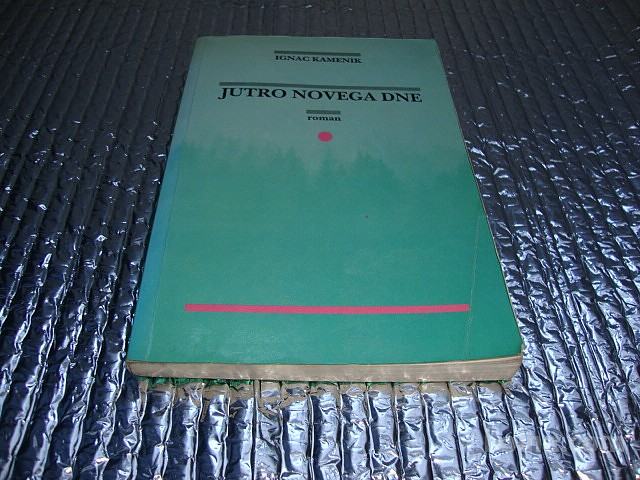 IGNAC KAMENIK
JUTRO NOVEGA DNE
roman